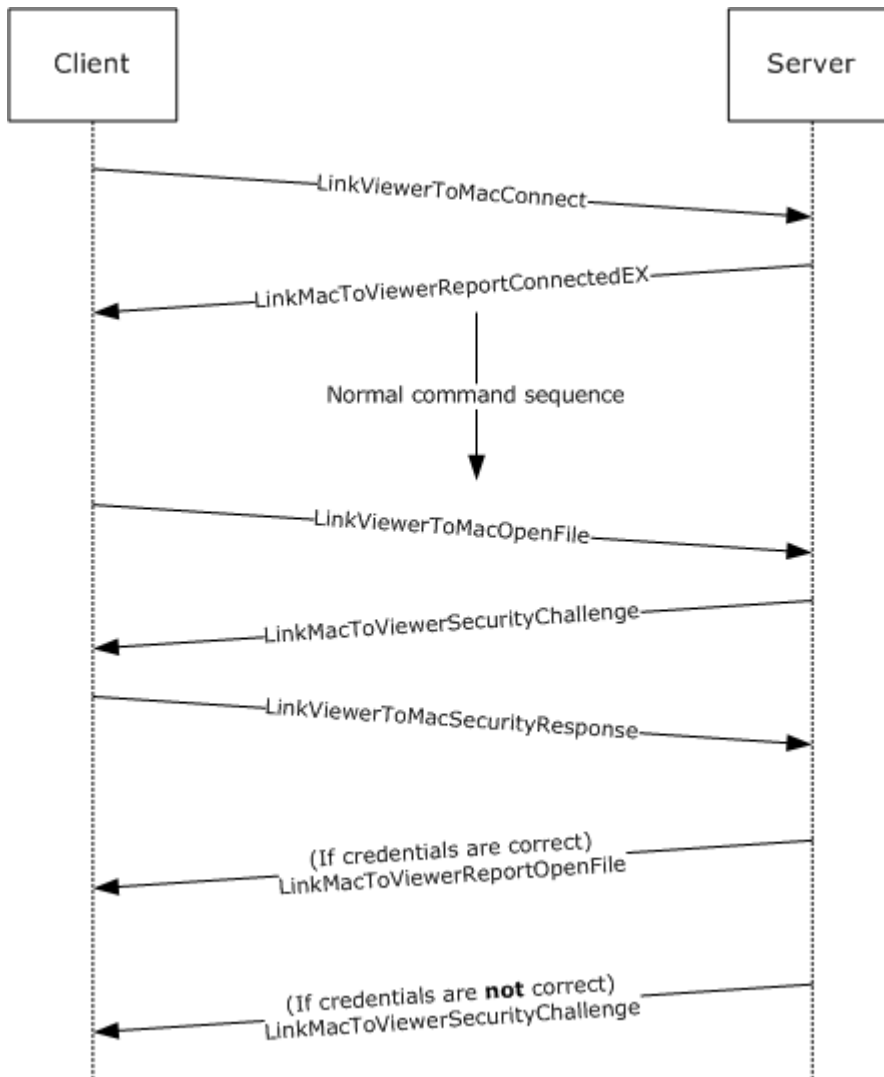 Client
Server
LinkViewerToMacConnect
LinkMacToViewerReportConnectedEX
Normal command sequence
LinkViewerToMacOpenFile
LinkMacToViewerSecurityChallenge
LinkViewerToMacSecurityResponse
(If credentials are correct)
LinkMacToViewerReportOpenFile
(If credentials are not correct)
LinkMacToViewerSecurityChallenge